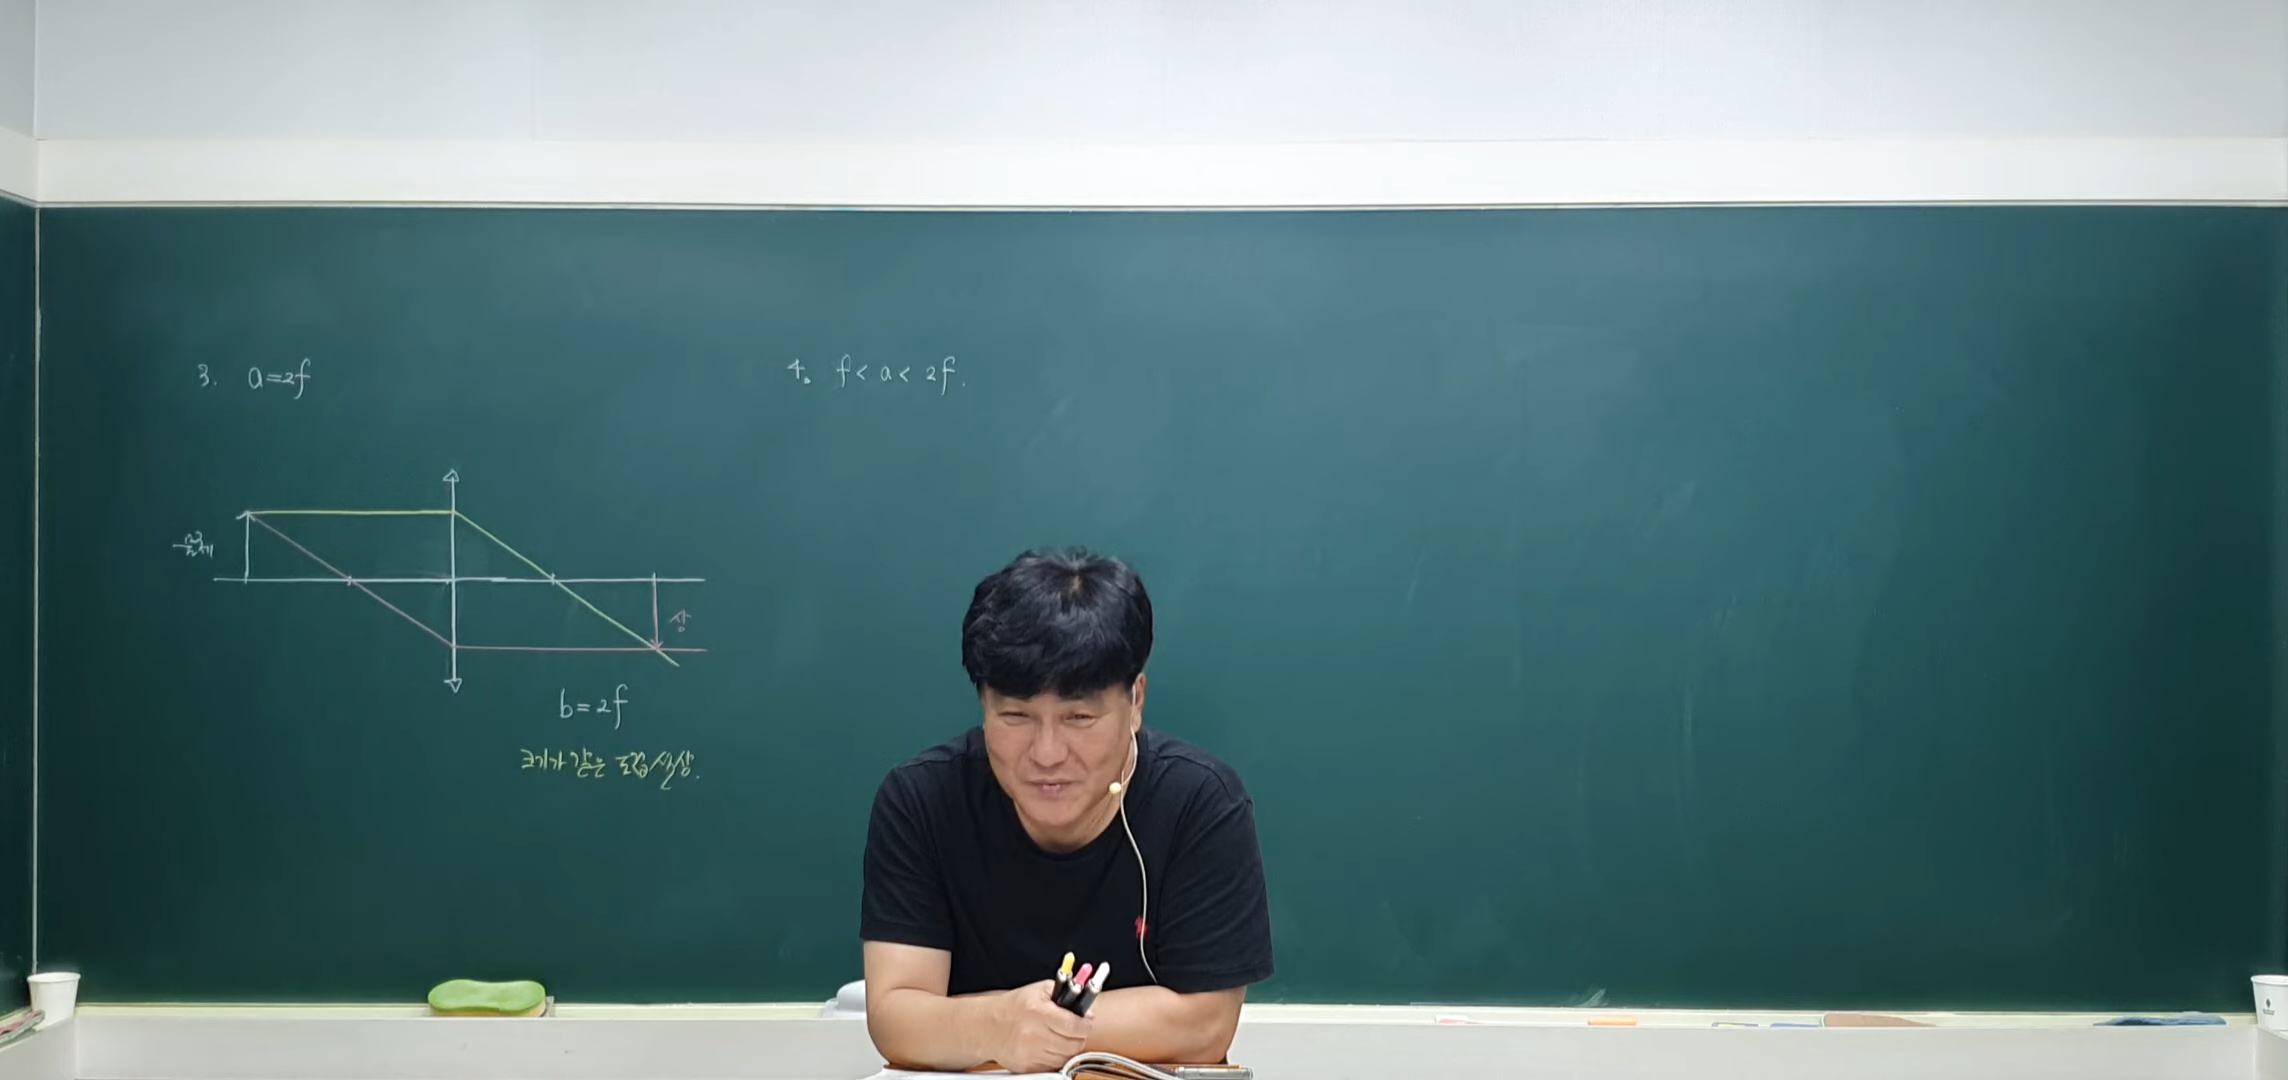 3. a=2f
4. f < a < 2f.
물체
상
b = 2f
크기가 같은 도립실상.